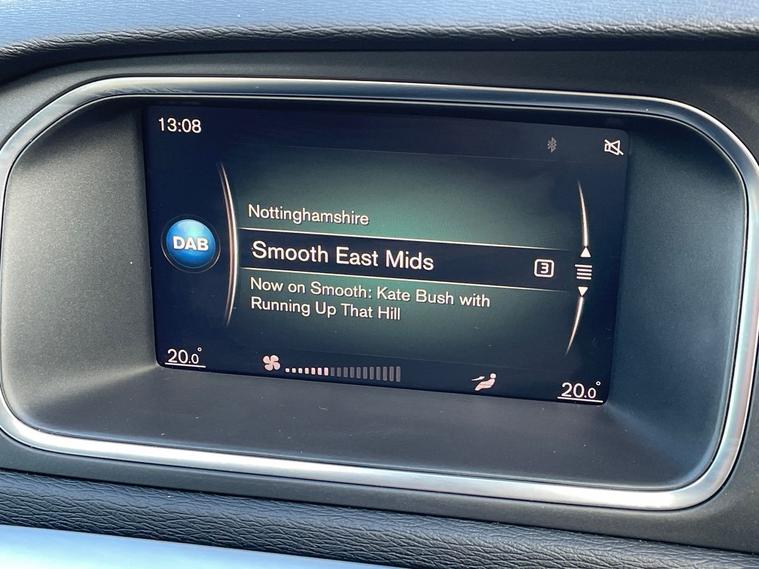 13:08
Nottinghamshire
DAB
Smooth East Mids
3
Now on Smooth: Kate Bush with
Running Up That Hill
20.0°
20.0°